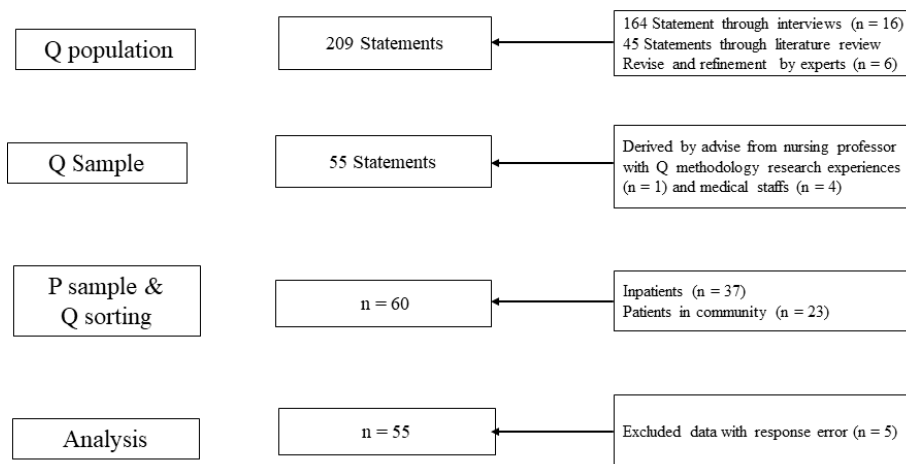 Q population
209 Statements
164 Statement through interviews (n = 16)
45 Statements through literature review
Revise and refinement by experts (n = 6)
Q Sample
55 Statements
Derived by advise from nursing professor
with Q methodology research experiences
(n = 1) and medical staffs (n = 4)
P sample &
Q sorting
n = 60
Inpatients (n = 37)
Patients in community (n = 23)
Analysis
n = 55
Excluded data with response error (n = 5)